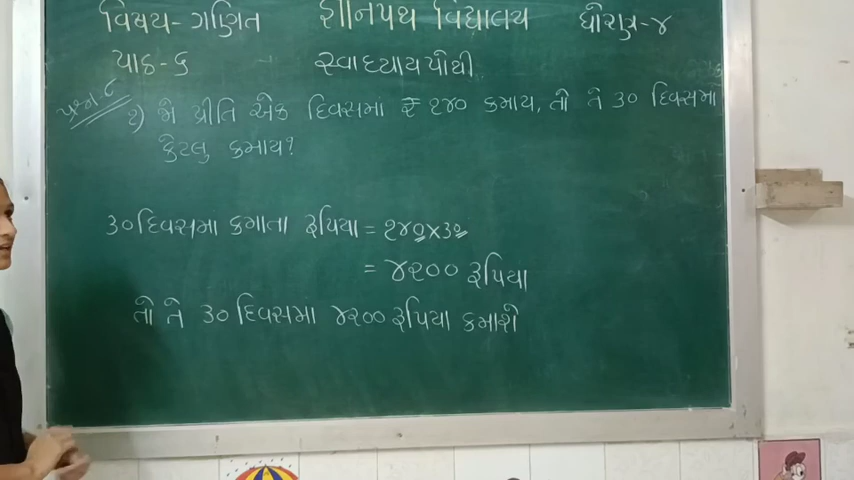 વિષય- ગણિત જ્ઞાનપથ વિદ્યાલય ધોરણ-૪
પાઠ-૬ સ્વાધ્યાયપોથી
પ્રશ્ન-૮
૧) જો પ્રીતિ એક દિવસમાં ₹ ૧૪૦ કમાય, તો તે ૩૦ દિવસમા
કેટલુ કમાય?
૩૦ દિવસમા કમાતા રૂપિયા = ૧૪૦×૩૦
= ૪૨૦૦ રૂપિયા
તો તે ૩૦ દિવસમાં ૪૨૦૦ રૂપિયા કમાશે